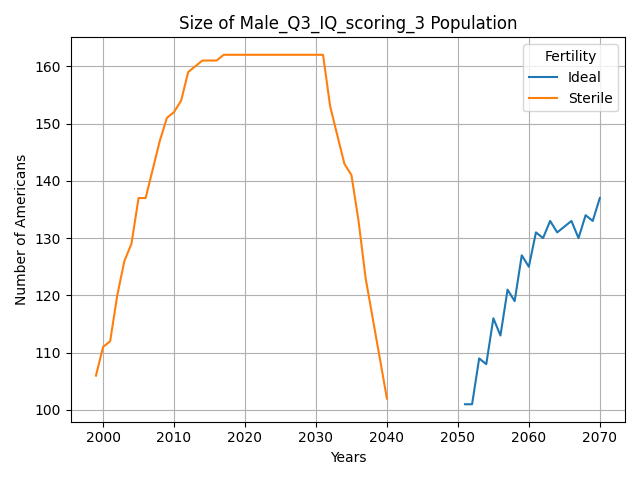 Size of Male_Q3_IQ_scoring_3 Population
Number of Americans
160
150
140
130
120
110
100
Fertility
Ideal
Sterile
2000 2010 2020 2030 2040 2050 2060 2070
Years